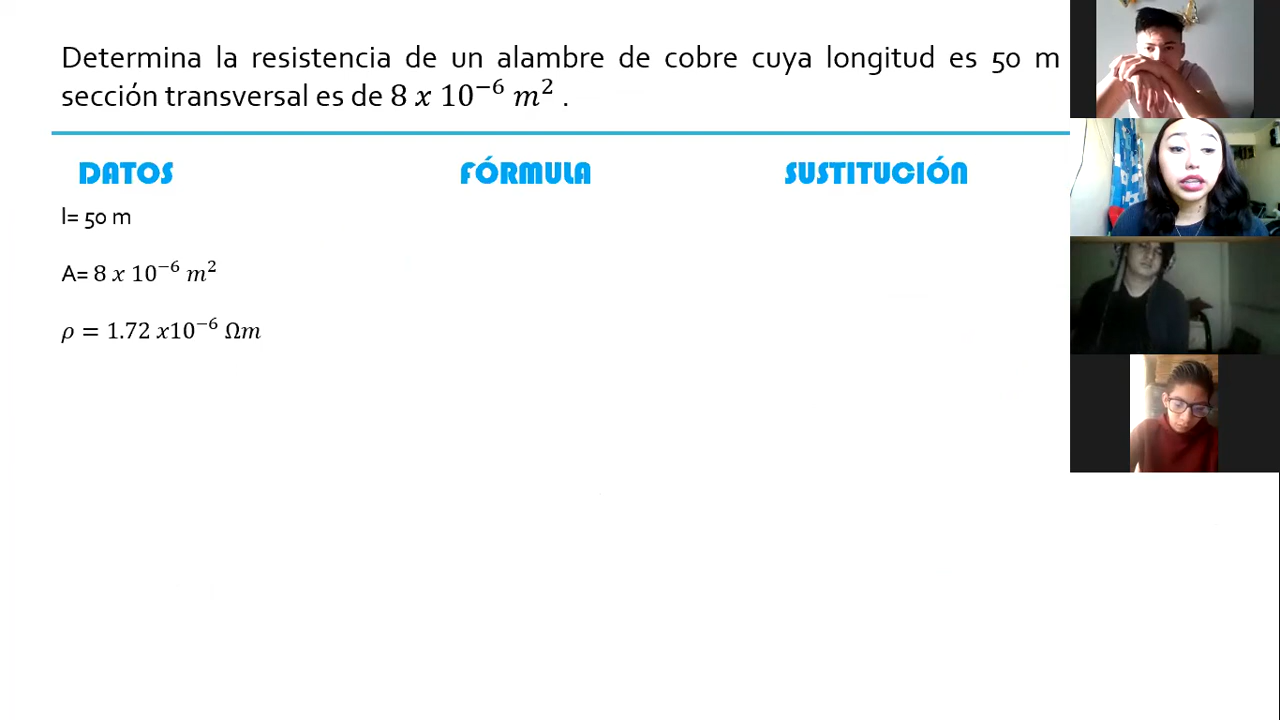 Determina la resistencia de un alambre de cobre cuya longitud es 50 m
sección transversal es de 8 x 10⁻⁶ m² .
DATOS FÓRMULA SUSTITUCIÓN
l= 50 m
A= 8 x 10⁻⁶ m²
ρ = 1.72 x10⁻⁶ Ωm